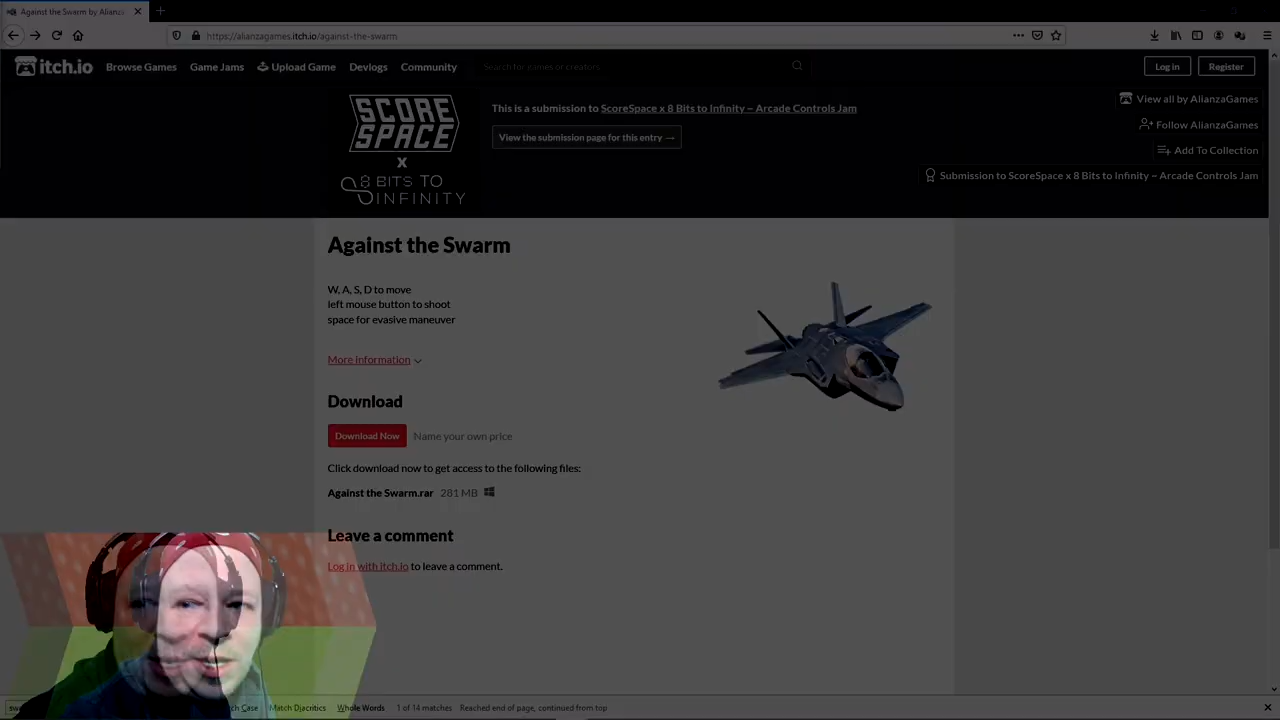 Against the Swarm by Alianza
https://alianzagames.itch.io/against-the-swarm
itch.io Browse Games Game Jams Upload Game Devlogs Community Search for games or creators Log in Register
SCORE
SPACE
X
8 BITS TO
INFINITY
This is a submission to ScoreSpace x 8 Bits to Infinity – Arcade Controls Jam
View the submission page for this entry →
View all by AlianzaGames
Follow AlianzaGames
Add To Collection
Submission to ScoreSpace x 8 Bits to Infinity – Arcade Controls Jam
Against the Swarm
W, A, S, D to move
left mouse button to shoot
space for evasive maneuver
More information
Download
Download Now Name your own price
Click download now to get access to the following files:
Against the Swarm.rar 281 MB
Leave a comment
Log in with itch.io to leave a comment.
Case Match Diacritics Whole Words 1 of 14 matches Reached end of page, continued from top